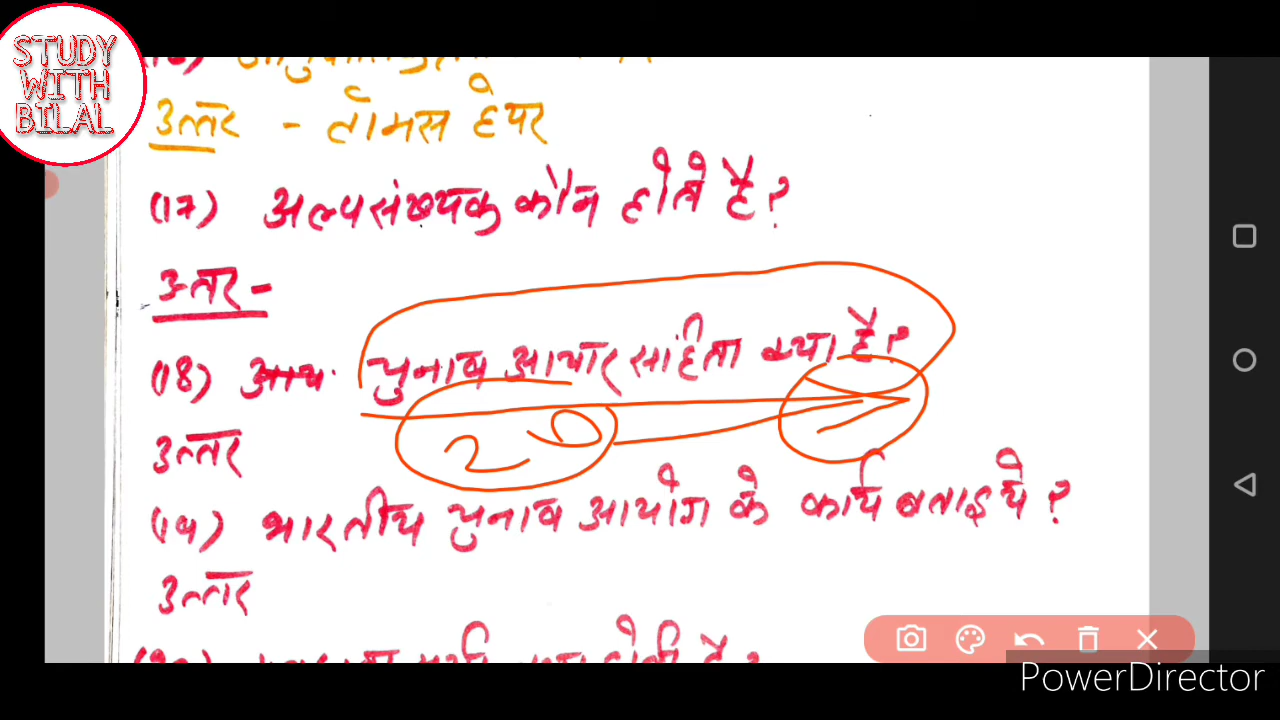 STUDY
WITH
BILAL
उत्तर - तॉमस हेयर
(17) अल्पसंख्यक कौन होते है?
उत्तर -
(18) चुनाव आचार संहिता क्या है?
20
उत्तर
(19) भारतीय चुनाव आयोग के कार्य बताइये?
उत्तर
PowerDirector